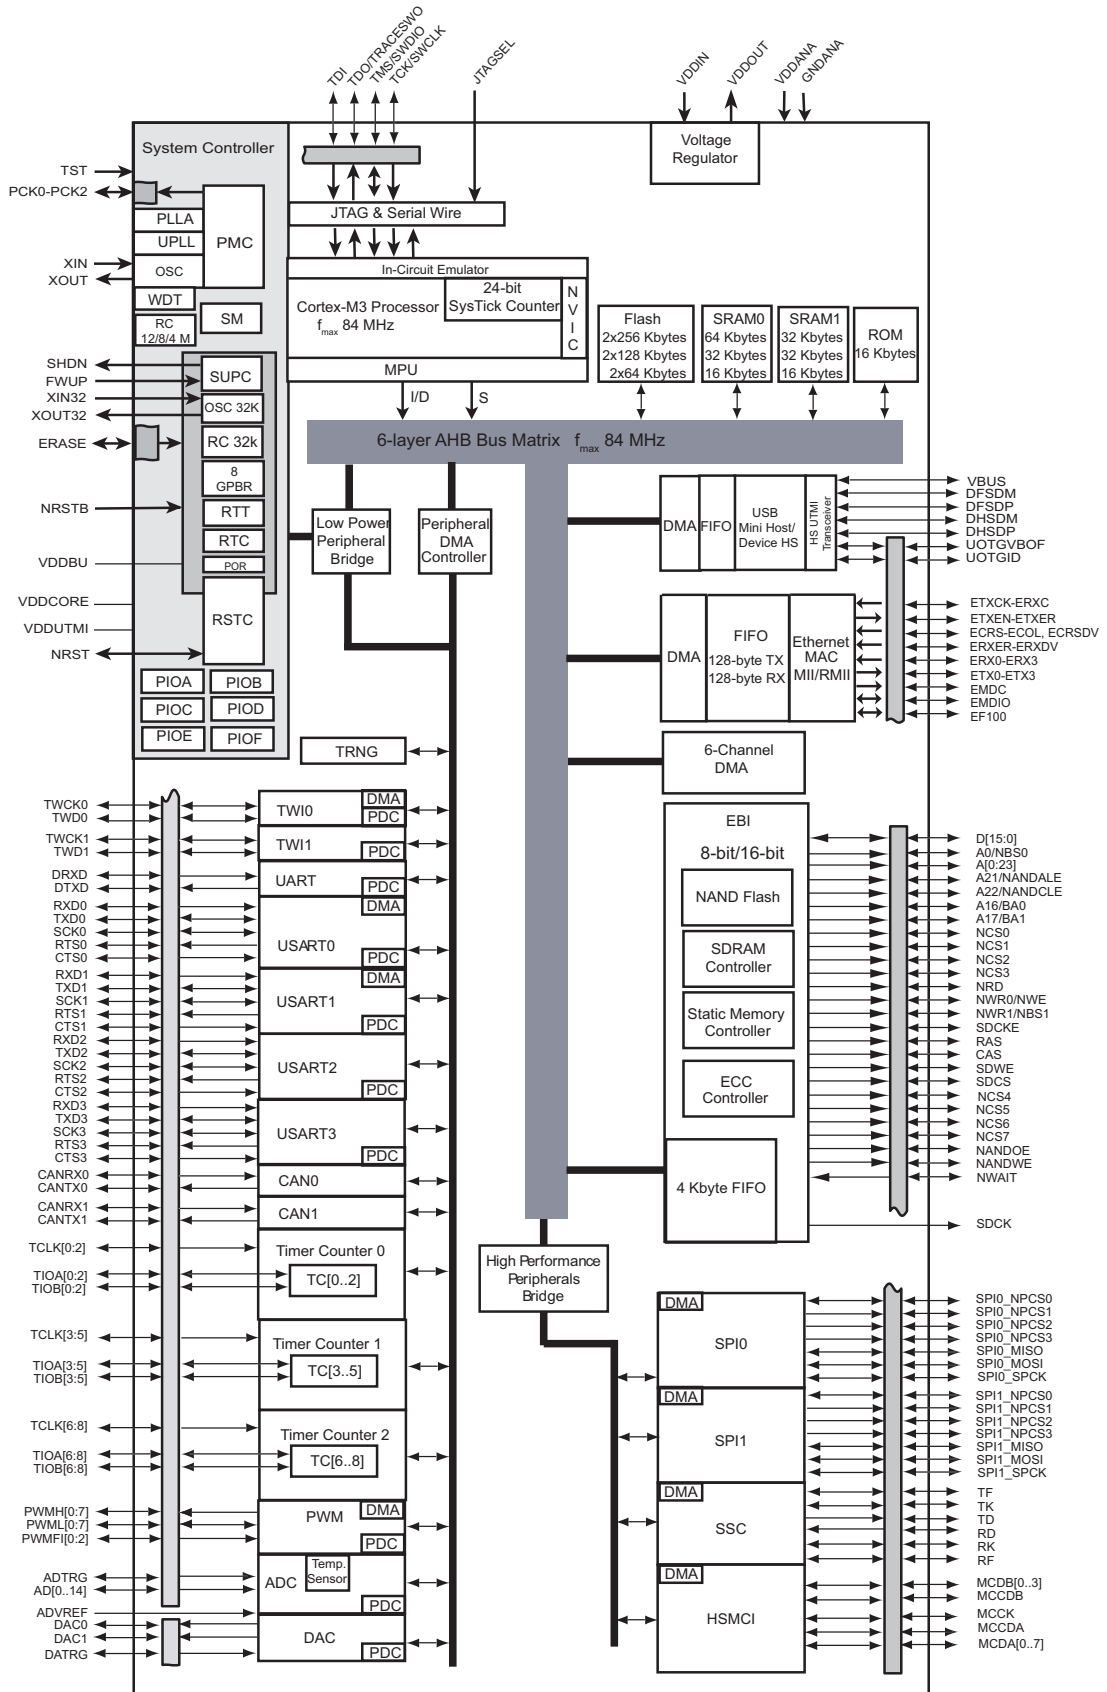 TDI
TDO/TRACESWO
TMS/SWDIO
TCK/SWCLK
JTAGSEL
VDDIN
VDDOUT
VDDANA
GNDANA
System Controller
Voltage
Regulator
TST
PCK0-PCK2
PLLA
UPLL
PMC
XIN
XOUT
OSC
WDT
RC
12/8/4 M
SM
JTAG & Serial Wire
In-Circuit Emulator
Cortex-M3 Processor
fmax 84 MHz
24-bit
SysTick Counter
N
V
I
C
MPU
I/D
S
Flash
2x256 Kbytes
2x128 Kbytes
2x64 Kbytes
SRAM0
64 Kbytes
32 Kbytes
16 Kbytes
SRAM1
32 Kbytes
32 Kbytes
16 Kbytes
ROM
16 Kbytes
SHDN
FWUP
XIN32
XOUT32
ERASE
NRSTB
VDDBU
VDDCORE
VDDUTMI
NRST
SUPC
OSC 32K
RC 32k
8
GPBR
RTT
RTC
POR
RSTC
PIOA
PIOB
PIOC
PIOD
PIOE
PIOF
6-layer AHB Bus Matrix fmax 84 MHz
Low Power
Peripheral
Bridge
Peripheral
DMA
Controller
DMA
FIFO
USB
Mini Host/
Device HS
HS UTMI
Transceiver
VBUS
DFSDM
DFSDP
DHSDM
DHSDP
UOTGVBOF
UOTGID
DMA
FIFO
128-byte TX
128-byte RX
Ethernet
MAC
MII/RMII
ETXCK-ERXC
ETXEN-ETXER
ECRS-ECOL, ECRSDV
ERXER-ERXDV
ERX0-ERX3
ETX0-ETX3
EMDC
EMDIO
EF100
TRNG
6-Channel
DMA
TWCK0
TWD0
TWI0
DMA
PDC
TWCK1
TWD1
TWI1
PDC
DRXD
DTXD
UART
PDC
RXD0
TXD0
SCK0
RTS0
CTS0
USART0
DMA
PDC
RXD1
TXD1
SCK1
RTS1
CTS1
USART1
DMA
PDC
RXD2
TXD2
SCK2
RTS2
CTS2
USART2
PDC
RXD3
TXD3
SCK3
RTS3
CTS3
USART3
PDC
CANRX0
CANTX0
CAN0
CANRX1
CANTX1
CAN1
TCLK[0:2]
TIOA[0:2]
TIOB[0:2]
Timer Counter 0
TC[0..2]
TCLK[3:5]
TIOA[3:5]
TIOB[3:5]
Timer Counter 1
TC[3..5]
TCLK[6:8]
TIOA[6:8]
TIOB[6:8]
Timer Counter 2
TC[6..8]
PWMH[0:7]
PWML[0:7]
PWMFI[0:2]
PWM
DMA
PDC
ADTRG
AD[0..14]
ADVREF
ADC
Temp.
Sensor
PDC
DAC0
DAC1
DATRG
DAC
PDC
EBI
8-bit/16-bit
NAND Flash
SDRAM
Controller
Static Memory
Controller
ECC
Controller
4 Kbyte FIFO
D[15:0]
A0/NBS0
A[0:23]
A21/NANDALE
A22/NANDCLE
A16/BA0
A17/BA1
NCS0
NCS1
NCS2
NCS3
NRD
NWR0/NWE
NWR1/NBS1
SDCKE
RAS
CAS
SDWE
SDCS
NCS4
NCS5
NCS6
NCS7
NANDOE
NANDWE
NWAIT
SDCK
High Performance
Peripherals
Bridge
DMA
SPI0
SPI0_NPCS0
SPI0_NPCS1
SPI0_NPCS2
SPI0_NPCS3
SPI0_MISO
SPI0_MOSI
SPI0_SPCK
DMA
SPI1
SPI1_NPCS0
SPI1_NPCS1
SPI1_NPCS2
SPI1_NPCS3
SPI1_MISO
SPI1_MOSI
SPI1_SPCK
DMA
SSC
TF
TK
TD
RD
RK
RF
DMA
HSMCI
MCDB[0..3]
MCCDB
MCCK
MCCDA
MCDA[0..7]